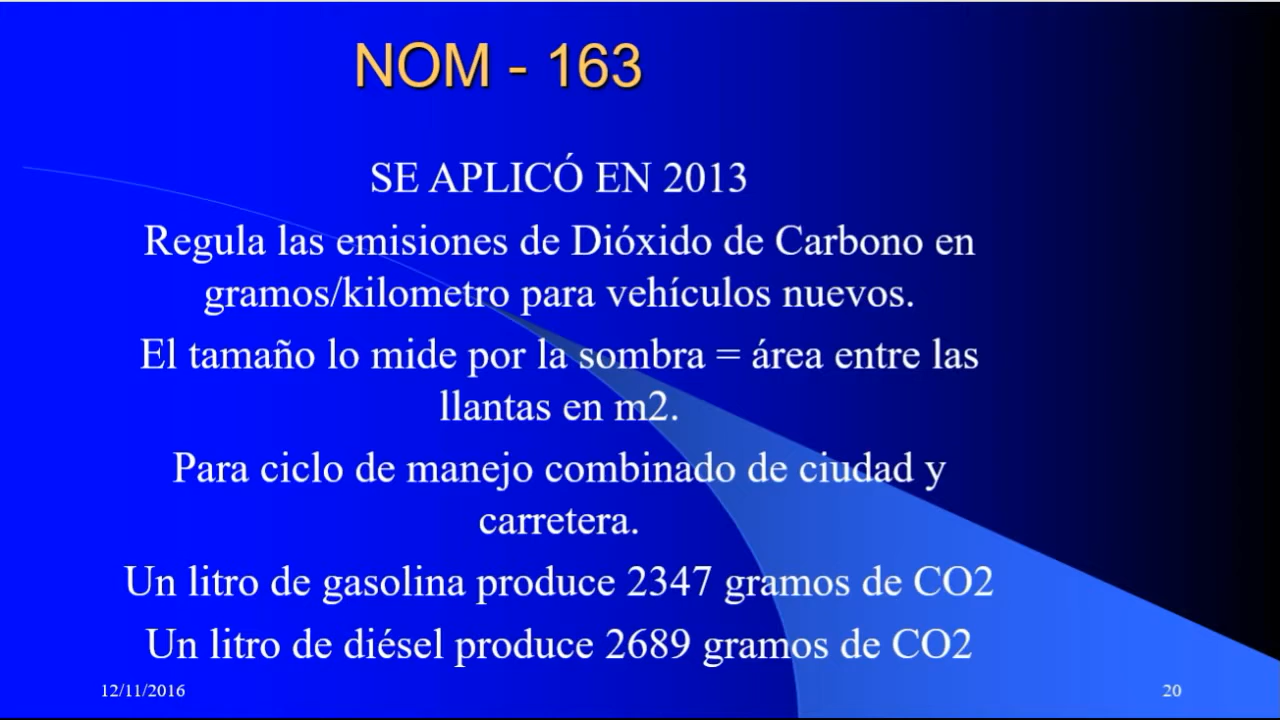 NOM - 163
SE APLICÓ EN 2013
Regula las emisiones de Dióxido de Carbono en
gramos/kilometro para vehículos nuevos.
El tamaño lo mide por la sombra = área entre las
llantas en m2.
Para ciclo de manejo combinado de ciudad y
carretera.
Un litro de gasolina produce 2347 gramos de CO2
Un litro de diésel produce 2689 gramos de CO2
12/11/2016
20